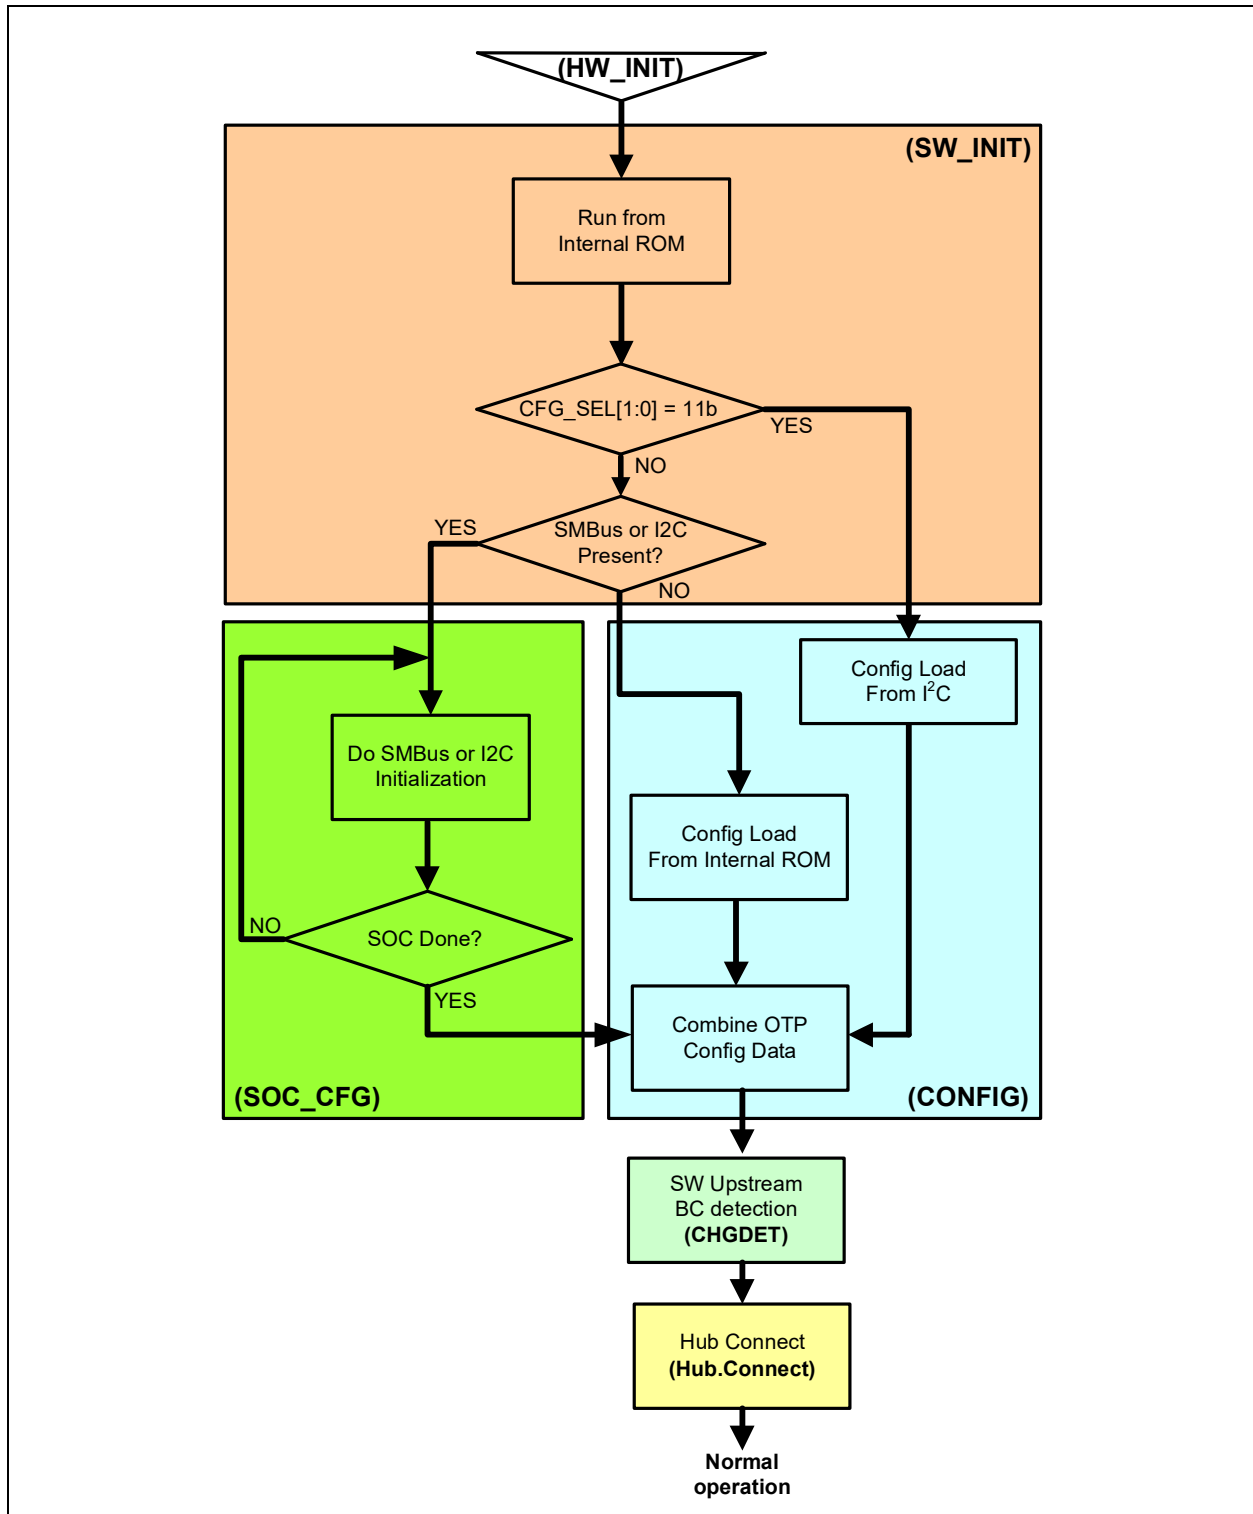 (HW_INIT)
(SW_INIT)
Run from
Internal ROM
CFG_SEL[1:0] = 11b
YES
NO
YES
SMBus or I2C
Present?
NO
Config Load
From I²C
Do SMBus or I2C
Initialization
Config Load
From Internal ROM
NO
SOC Done?
YES
Combine OTP
Config Data
(SOC_CFG)
(CONFIG)
SW Upstream
BC detection
(CHGDET)
Hub Connect
(Hub.Connect)
Normal
operation